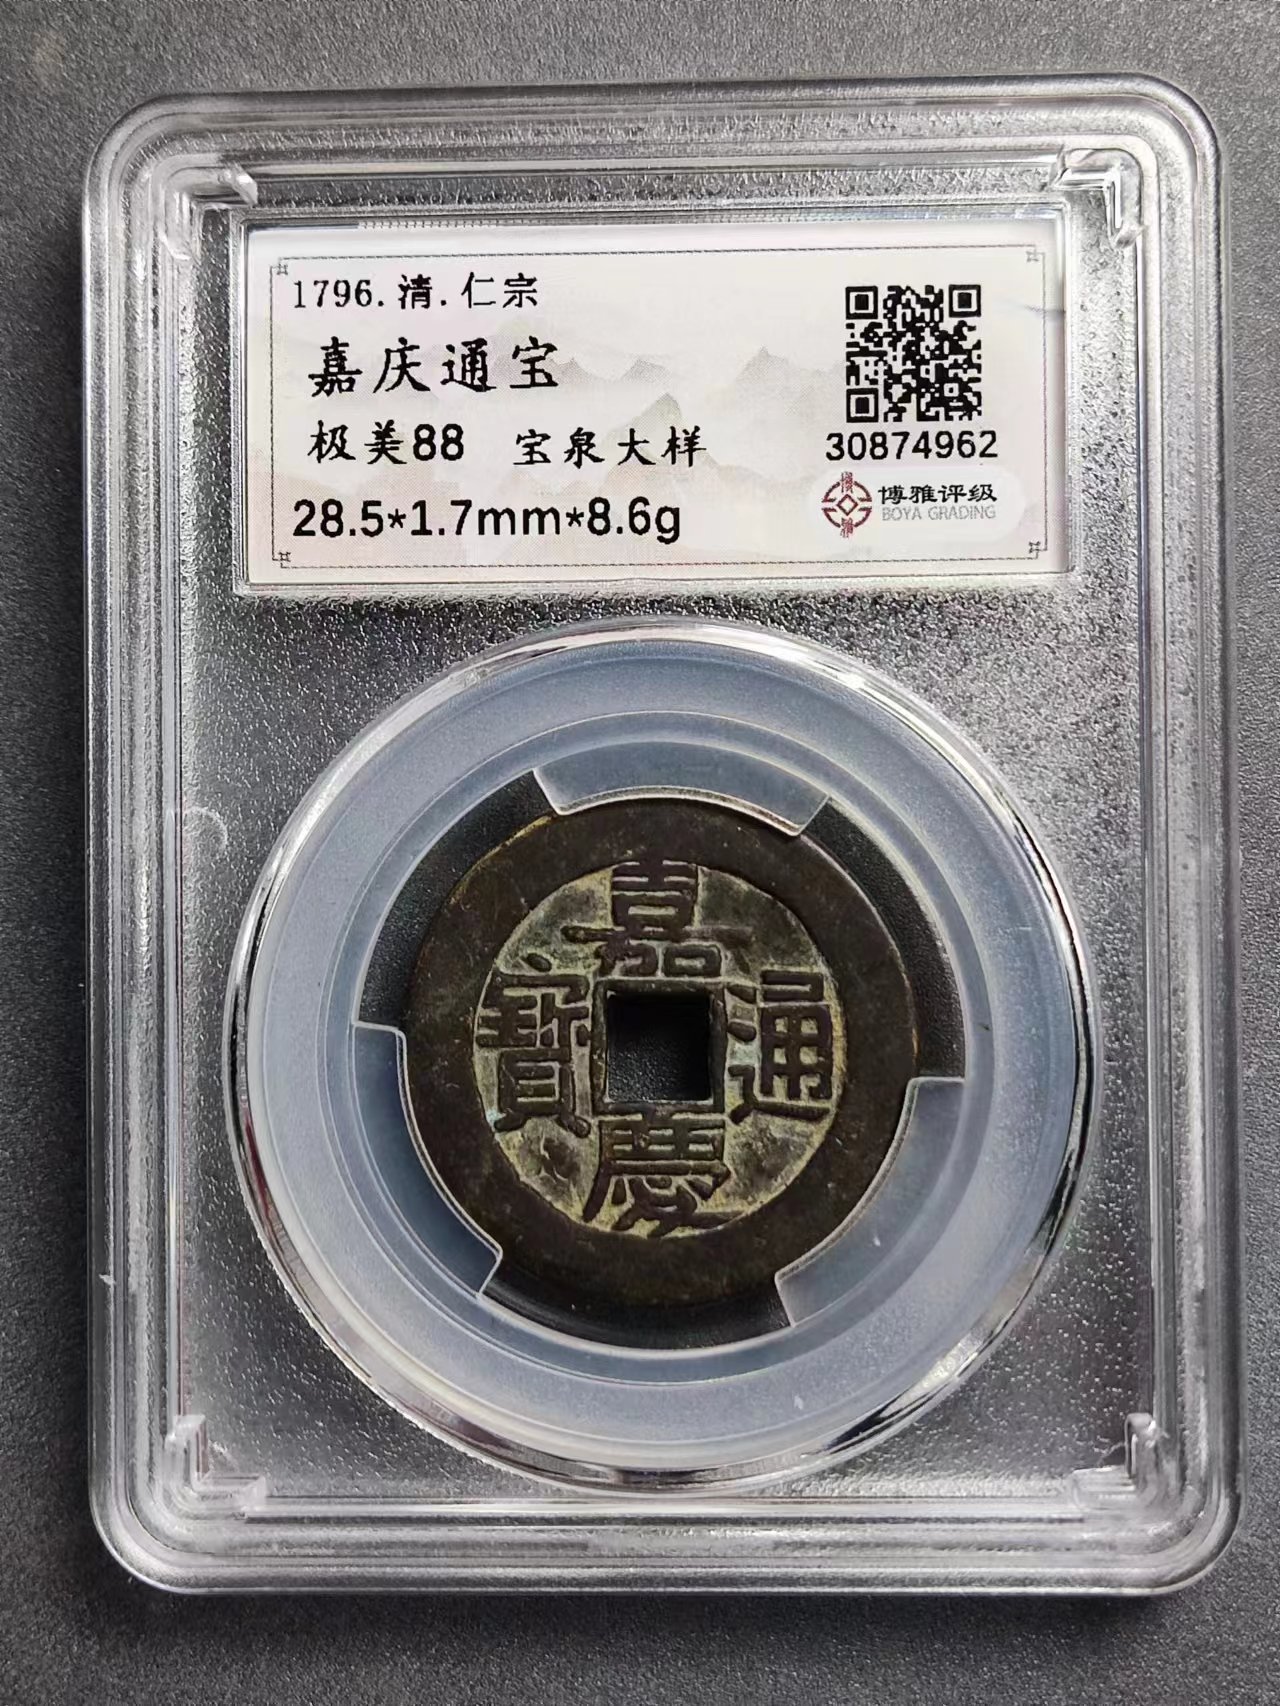 1796.清.仁宗
嘉庆通宝
极美88 宝泉大样
28.5*1.7mm*8.6g
30874962
博雅评级
BOYA GRADING
嘉
寶 通
慶